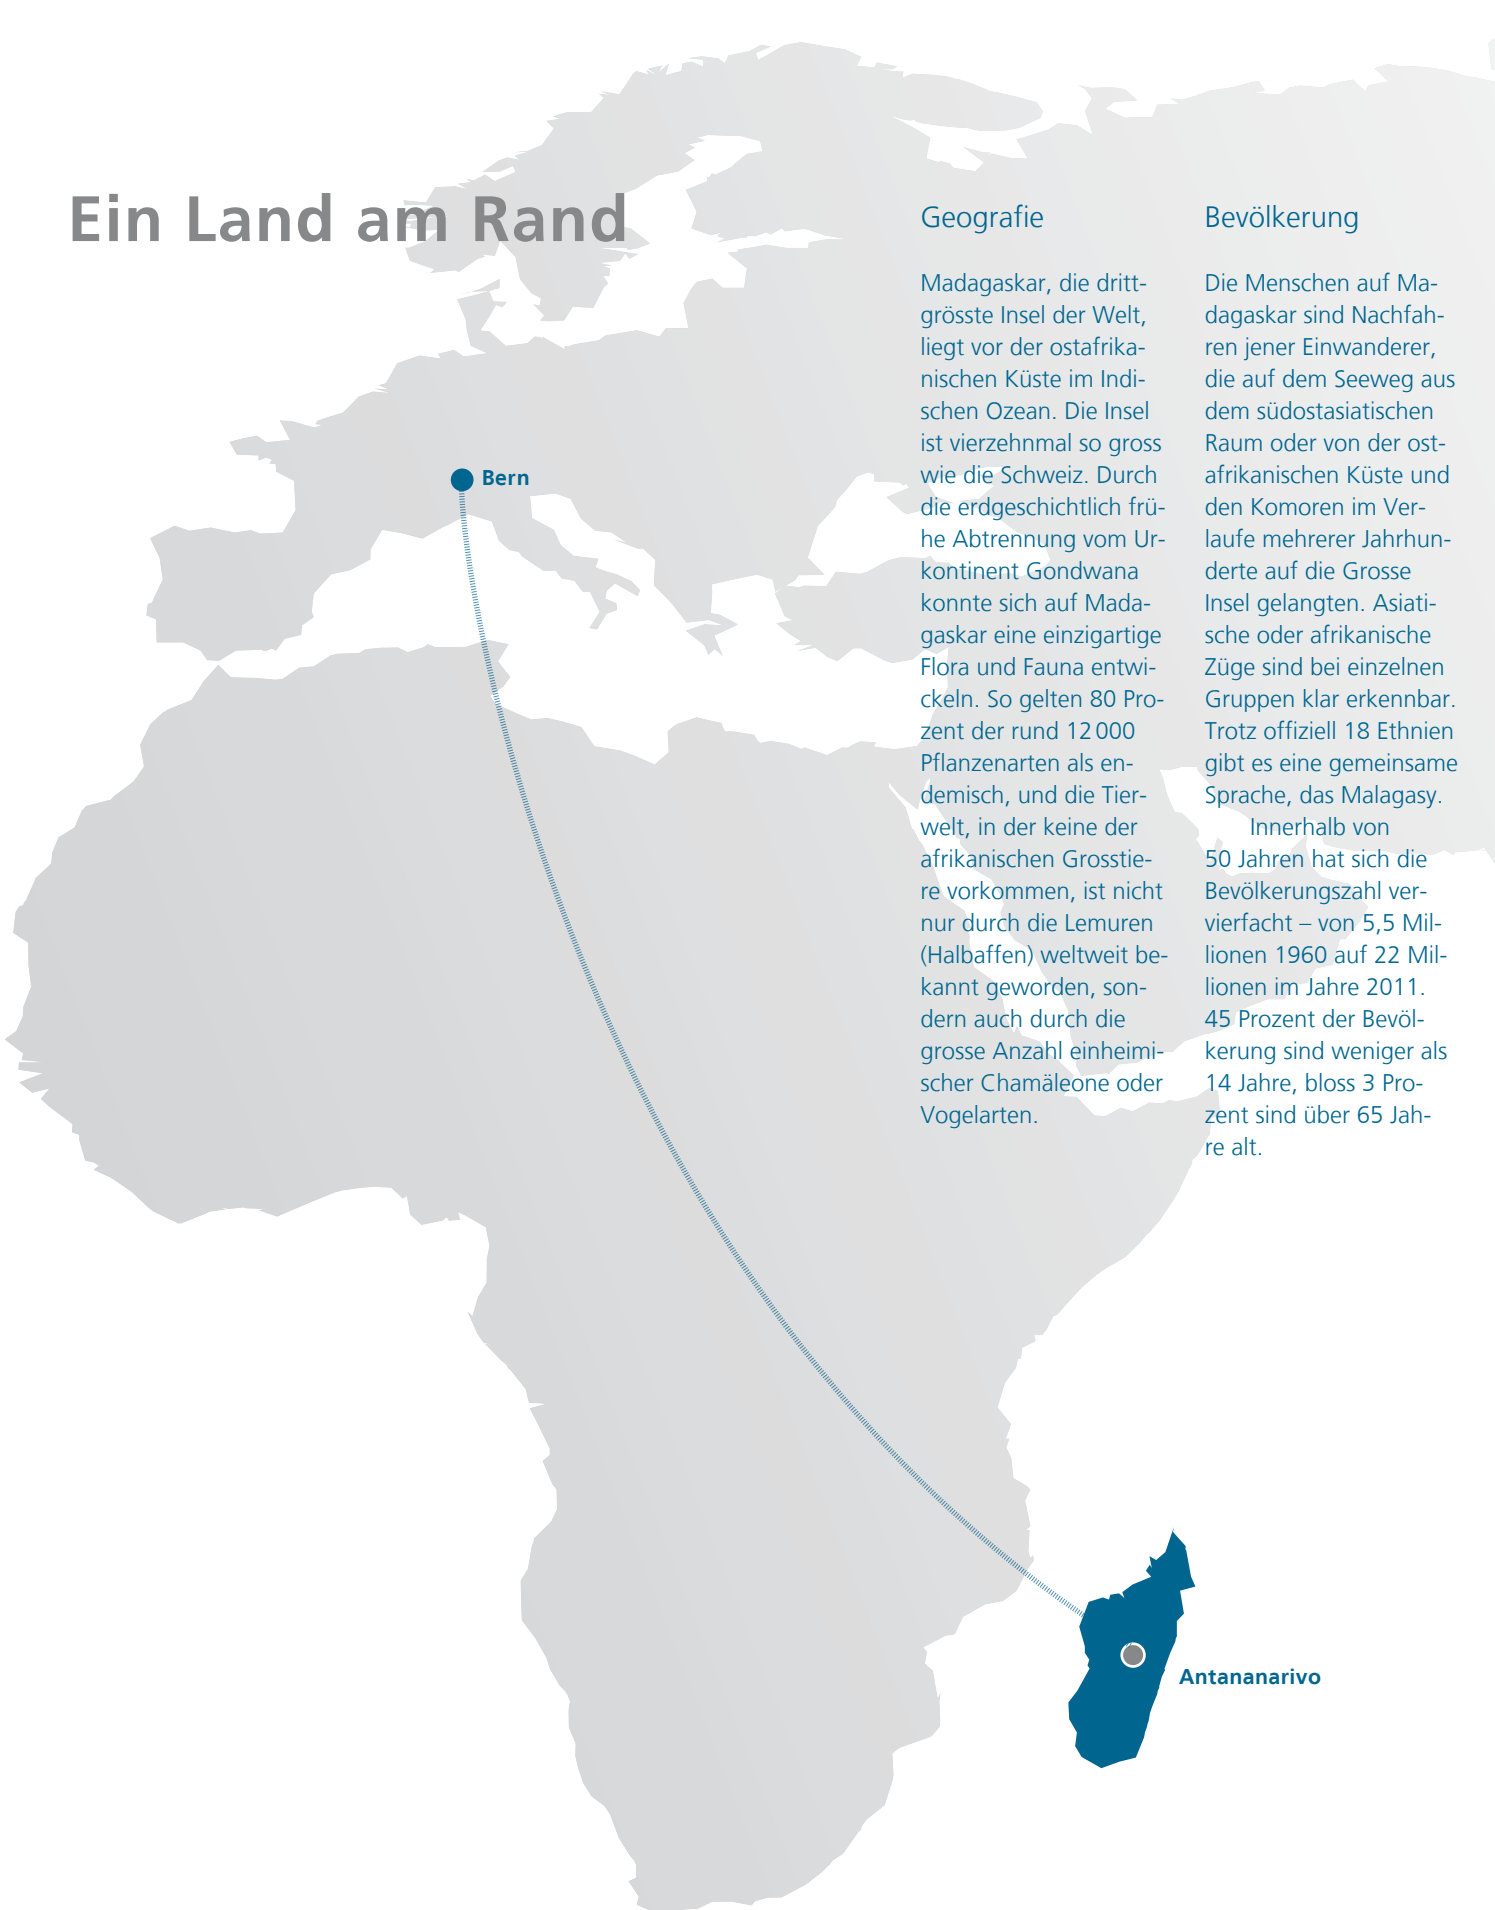 Ein Land am Rand
Geografie
Madagaskar, die dritt-
grösste Insel der Welt,
liegt vor der ostafrika-
nischen Küste im Indi-
schen Ozean. Die Insel
ist vierzehnmal so gross
wie die Schweiz. Durch
die erdgeschichtlich frü-
he Abtrennung vom Ur-
kontinent Gondwana
konnte sich auf Mada-
gaskar eine einzigartige
Flora und Fauna entwi-
ckeln. So gelten 80 Pro-
zent der rund 12 000
Pflanzenarten als en-
demisch, und die Tier-
welt, in der keine der
afrikanischen Grosstie-
re vorkommen, ist nicht
nur durch die Lemuren
(Halbaffen) weltweit be-
kannt geworden, son-
dern auch durch die
grosse Anzahl einheimi-
scher Chamäleone oder
Vogelarten.
Bevölkerung
Die Menschen auf Ma-
dagaskar sind Nachfah-
ren jener Einwanderer,
die auf dem Seeweg aus
dem südostasiatischen
Raum oder von der ost-
afrikanischen Küste und
den Komoren im Ver-
laufe mehrerer Jahrhun-
derte auf die Grosse
Insel gelangten. Asiati-
sche oder afrikanische
Züge sind bei einzelnen
Gruppen klar erkennbar.
Trotz offiziell 18 Ethnien
gibt es eine gemeinsame
Sprache, das Malagasy.
Innerhalb von
50 Jahren hat sich die
Bevölkerungszahl ver-
vierfacht – von 5,5 Mil-
lionen 1960 auf 22 Mil-
lionen im Jahre 2011.
45 Prozent der Bevöl-
kerung sind weniger als
14 Jahre, bloss 3 Pro-
zent sind über 65 Jah-
re alt.
Bern
Antananarivo